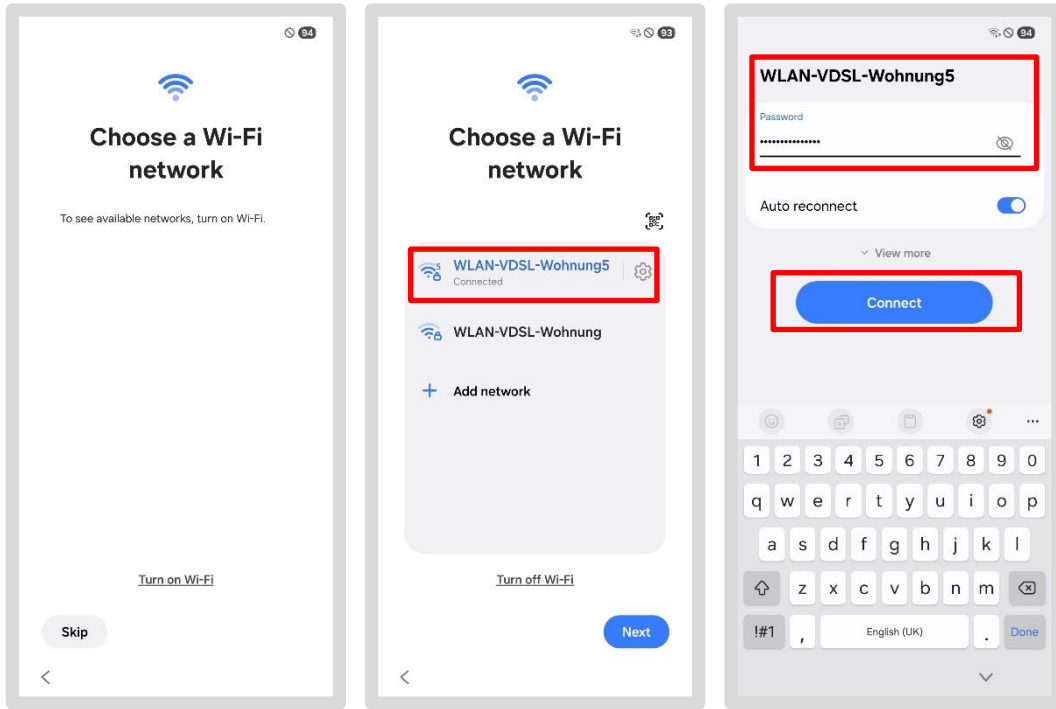 94
Choose a Wi-Fi
network
To see available networks, turn on Wi-Fi.
Turn on Wi-Fi
Skip
93
Choose a Wi-Fi
network
5
WLAN-VDSL-Wohnung5
Connected
WLAN-VDSL-Wohnung
Add network
Turn off Wi-Fi
Next
94
WLAN-VDSL-Wohnung5
Password
•••••••••••••••
Auto reconnect
View more
Connect
1 2 3 4 5 6 7 8 9 0
q w e r t y u i o p
a s d f g h j k l
z x c v b n m
!#1 , English (UK) . Done